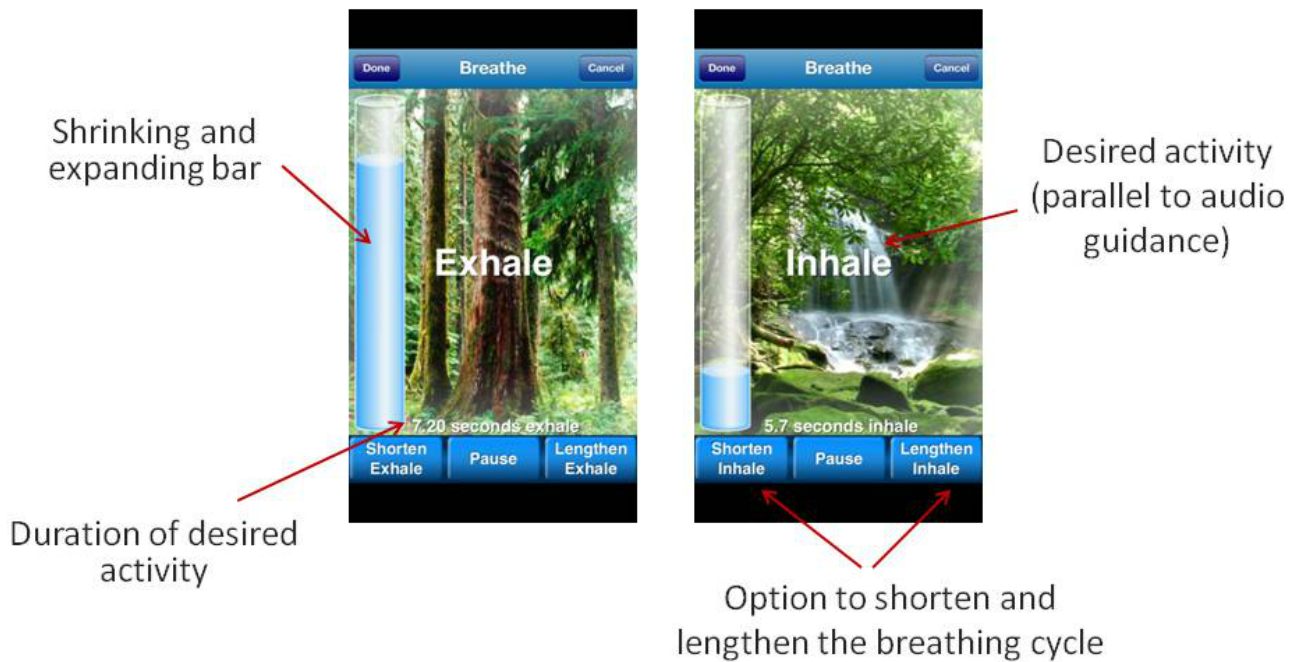 Done
Breathe
Cancel
Exhale
7.20 seconds exhale
Shorten
Exhale
Pause
Lengthen
Exhale
Done
Breathe
Cancel
Inhale
5.7 seconds inhale
Shorten
Inhale
Pause
Lengthen
Inhale
Shrinking and
expanding bar
Desired activity
(parallel to audio
guidance)
Duration of desired
activity
Option to shorten and
lengthen the breathing cycle